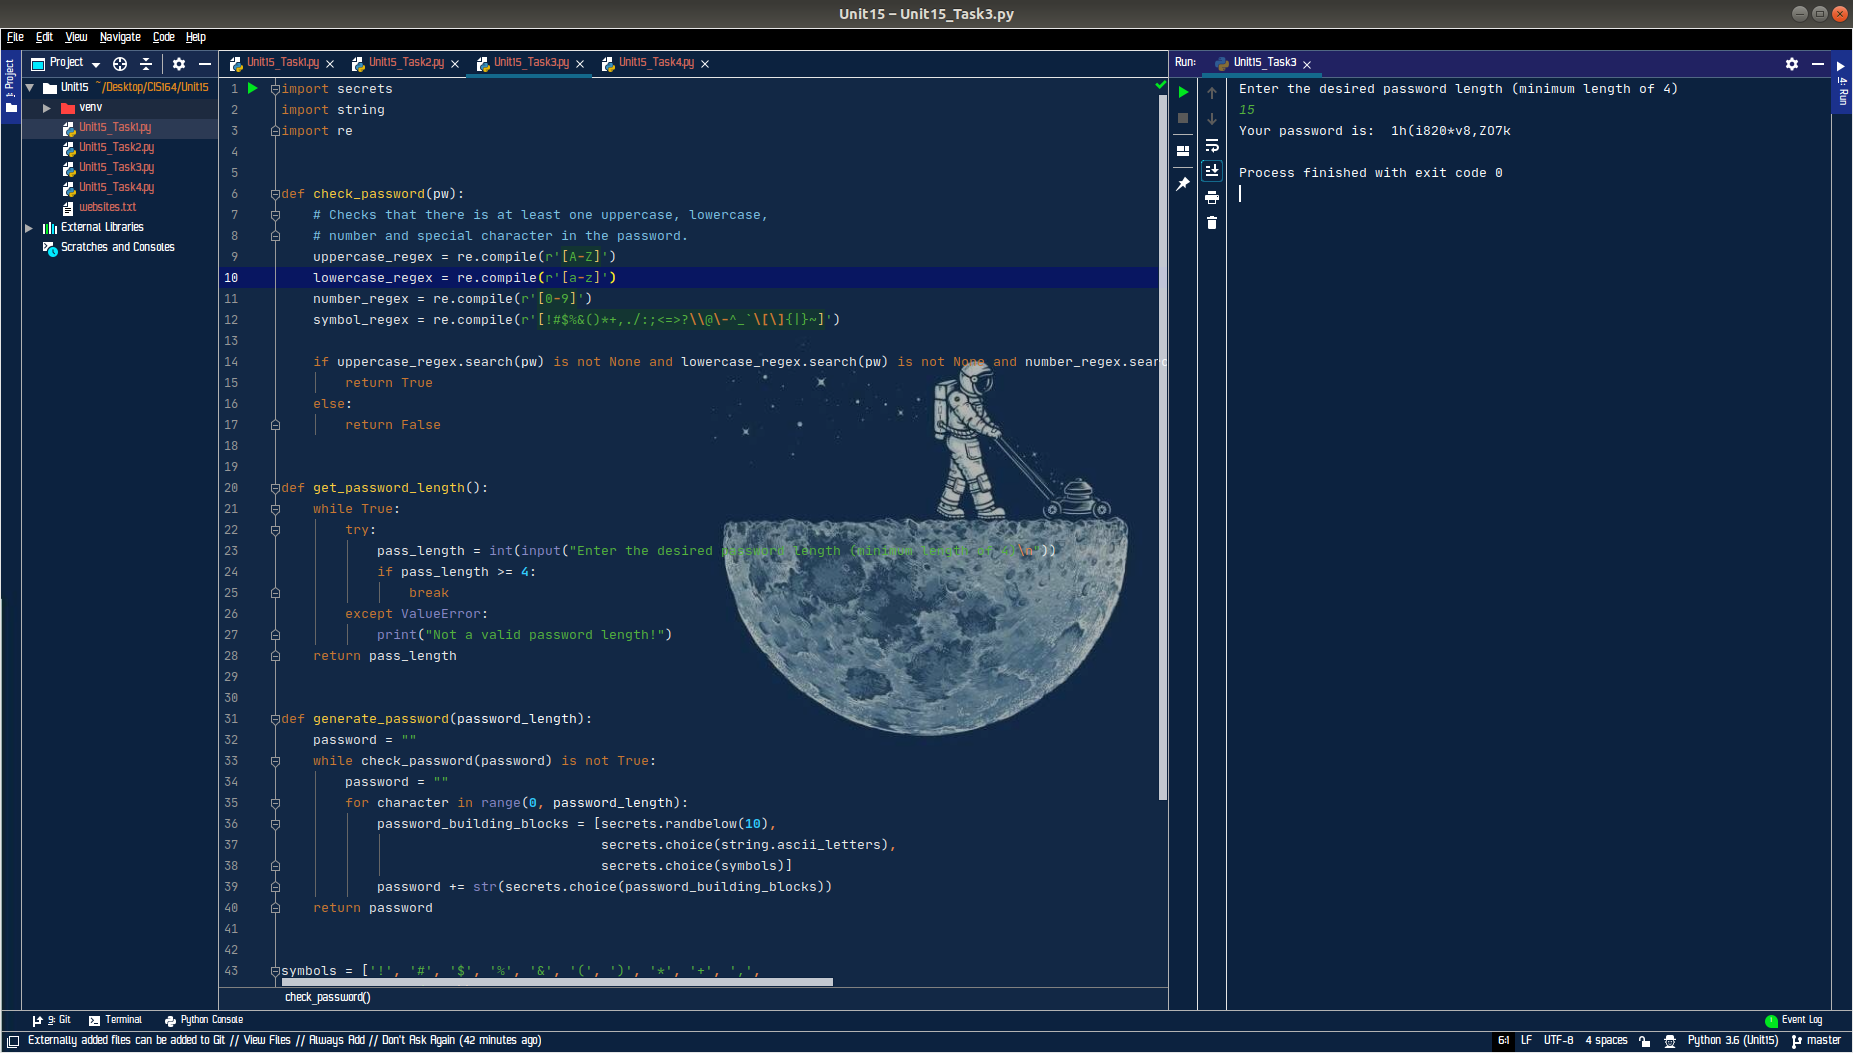 Unit15 – Unit15_Task3.py
File Edit View Navigate Code Help
Project
Unit15_Task1.py
Unit15_Task2.py
Unit15_Task3.py
Unit15_Task4.py
Run: Unit15_Task3
1: Project
4: Run
Unit15 ~/Desktop/CIS164/Unit15
venv
Unit15_Task1.py
Unit15_Task2.py
Unit15_Task3.py
Unit15_Task4.py
websites.txt
External Libraries
Scratches and Consoles
1 import secrets
2 import string
3 import re
4
5
6 def check_password(pw):
7 # Checks that there is at least one uppercase, lowercase,
8 # number and special character in the password.
9 uppercase_regex = re.compile(r'[A-Z]')
10 lowercase_regex = re.compile(r'[a-z]')
11 number_regex = re.compile(r'[0-9]')
12 symbol_regex = re.compile(r'[!#$%&()*+,./:;<=>?\\@\-^_`\[\]{|}~]')
13
14 if uppercase_regex.search(pw) is not None and lowercase_regex.search(pw) is not None and number_regex.searc
15 return True
16 else:
17 return False
18
19
20 def get_password_length():
21 while True:
22 try:
23 pass_length = int(input("Enter the desired password length (minimum length of 4)\n"))
24 if pass_length >= 4:
25 break
26 except ValueError:
27 print("Not a valid password length!")
28 return pass_length
29
30
31 def generate_password(password_length):
32 password = ""
33 while check_password(password) is not True:
34 password = ""
35 for character in range(0, password_length):
36 password_building_blocks = [secrets.randbelow(10),
37 secrets.choice(string.ascii_letters),
38 secrets.choice(symbols)]
39 password += str(secrets.choice(password_building_blocks))
40 return password
41
42
43 symbols = ['!', '#', '$', '%', '&', '(', ')', '*', '+', ',',
check_password()
Enter the desired password length (minimum length of 4)
15
Your password is:  1h(i820*v8,ZO7k
Process finished with exit code 0
9: Git
Terminal
Python Console
Event Log
Externally added files can be added to Git // View Files // Always Add // Don't Ask Again (42 minutes ago)
6:1 LF UTF-8 4 spaces Python 3.6 (Unit15) master